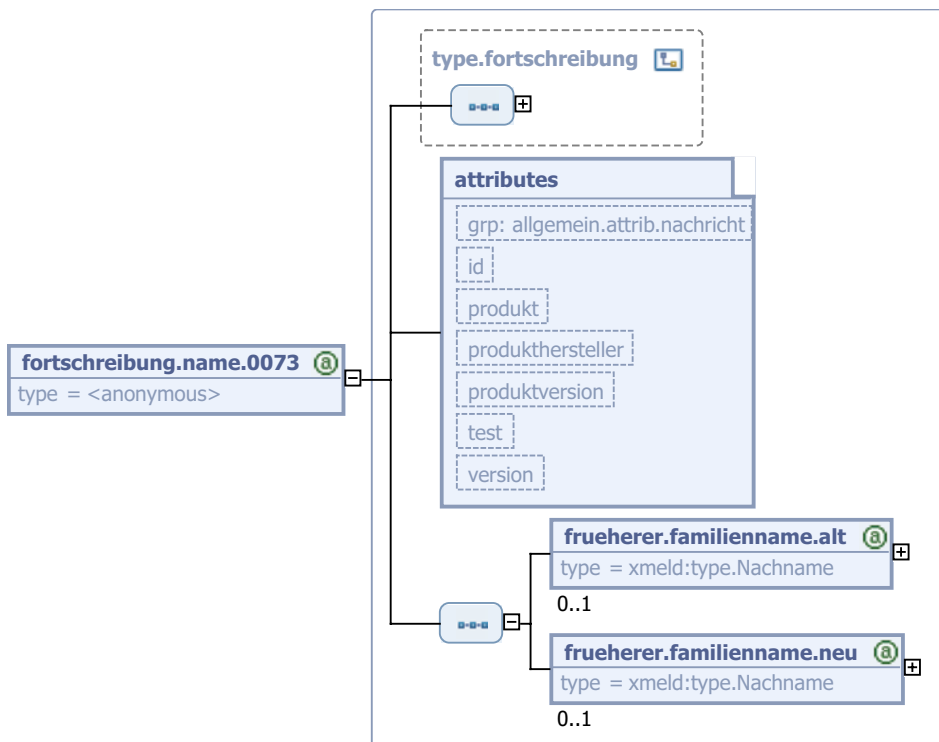 type.fortschreibung
attributes
grp: allgemein.attrib.nachricht
id
produkt
produkthersteller
produktversion
test
version
fortschreibung.name.0073
type = <anonymous>
frueherer.familienname.alt
type = xmeld:type.Nachname
0..1
frueherer.familienname.neu
type = xmeld:type.Nachname
0..1